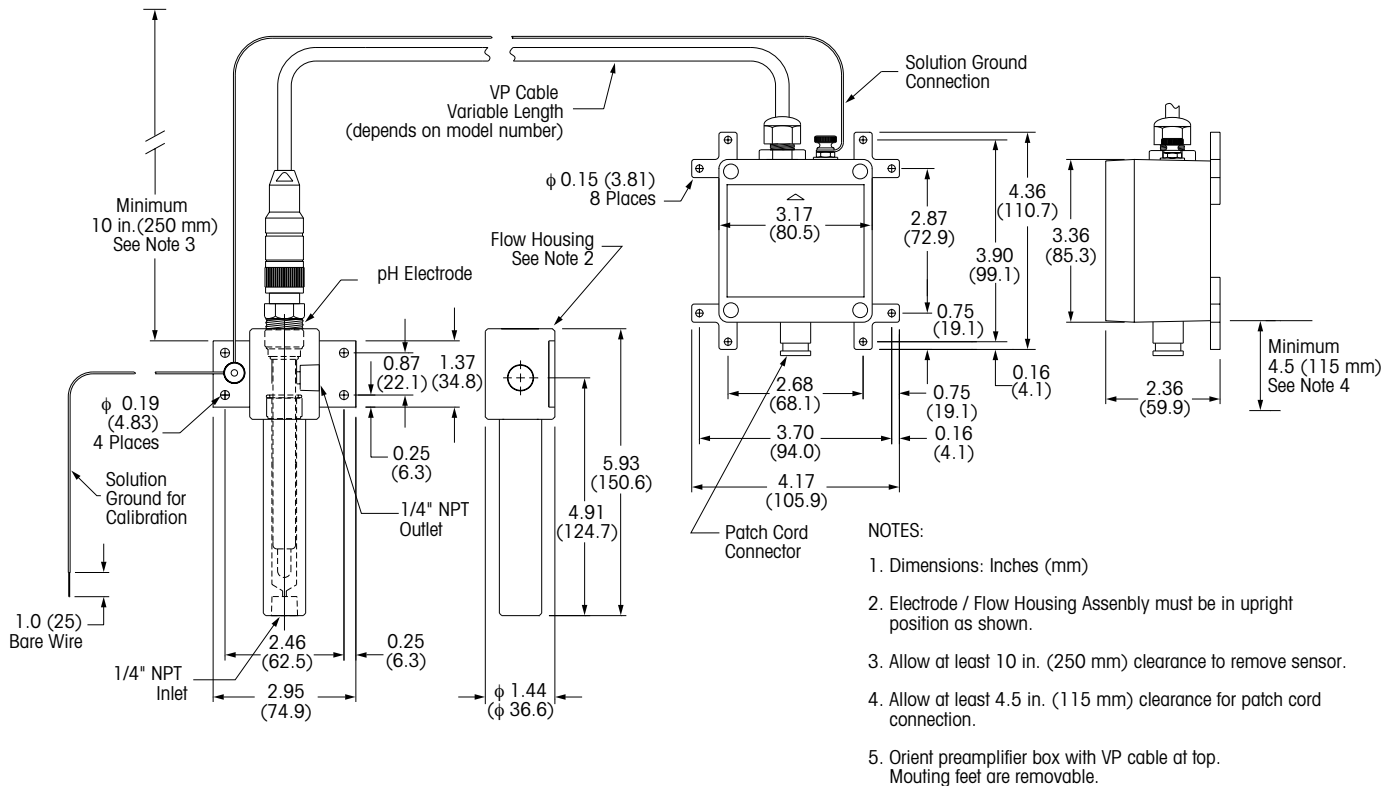 Solution Ground
Connection
VP Cable
Variable Length
(depends on model number)
Minimum
10 in.(250 mm)
See Note 3
pH Electrode
Flow Housing
See Note 2
ϕ 0.15 (3.81)
8 Places
3.17
(80.5)
2.87
(72.9)
4.36
(110.7)
3.90
(99.1)
0.75
(19.1)
0.16
(4.1)
2.68
(68.1)
0.75
(19.1)
3.70
(94.0)
0.16
(4.1)
4.17
(105.9)
Patch Cord
Connector
3.36
(85.3)
Minimum
4.5 (115 mm)
See Note 4
2.36
(59.9)
0.87
(22.1)
1.37
(34.8)
ϕ 0.19
(4.83)
4 Places
0.25
(6.3)
Solution
Ground for
Calibration
1/4" NPT
Outlet
5.93
(150.6)
4.91
(124.7)
1.0 (25)
Bare Wire
1/4" NPT
Inlet
2.46
(62.5)
0.25
(6.3)
2.95
(74.9)
ϕ 1.44
(ϕ 36.6)
NOTES:
1. Dimensions: Inches (mm)
2. Electrode / Flow Housing Assenbly must be in upright
position as shown.
3. Allow at least 10 in. (250 mm) clearance to remove sensor.
4. Allow at least 4.5 in. (115 mm) clearance for patch cord
connection.
5. Orient preamplifier box with VP cable at top.
Mouting feet are removable.